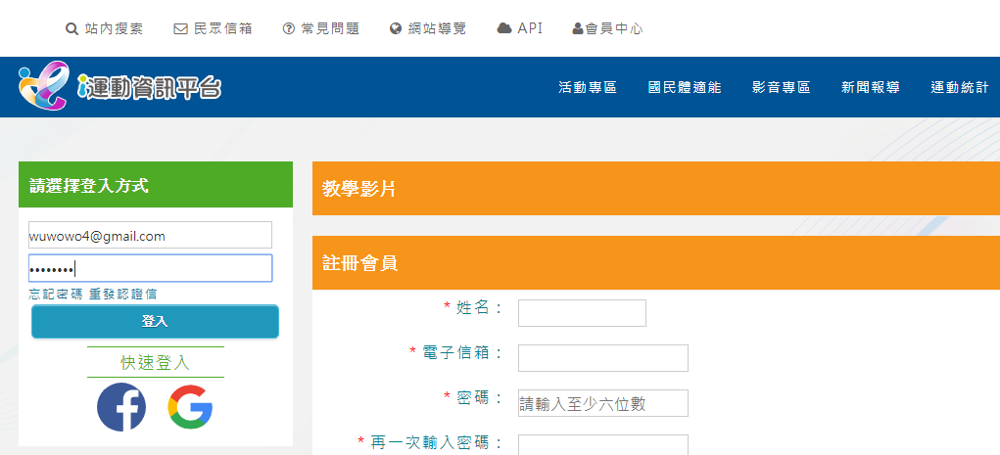 站內搜索 民眾信箱 常見問題 網站導覽 API 會員中心
i運動資訊平台 活動專區 國民體適能 影音專區 新聞報導 運動統計
請選擇登入方式
wuwowo4@gmail.com
••••••••
忘記密碼 重發認證信
登入
快速登入
教學影片
註冊會員
* 姓名：
* 電子信箱：
* 密碼： 請輸入至少六位數
* 再一次輸入密碼：